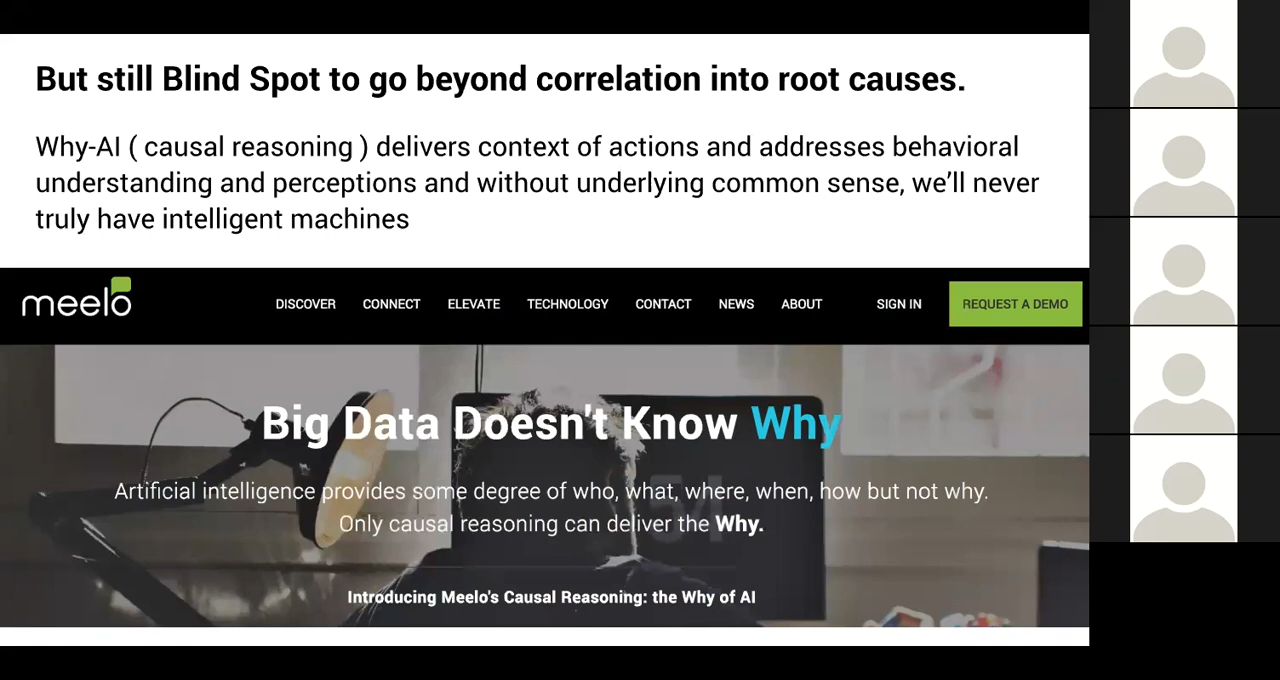 But still Blind Spot to go beyond correlation into root causes.
Why-AI ( causal reasoning ) delivers context of actions and addresses behavioral
understanding and perceptions and without underlying common sense, we’ll never
truly have intelligent machines
meelo DISCOVER CONNECT ELEVATE TECHNOLOGY CONTACT NEWS ABOUT SIGN IN REQUEST A DEMO
Big Data Doesn't Know Why
Artificial intelligence provides some degree of who, what, where, when, how but not why.
Only causal reasoning can deliver the Why.
Introducing Meelo's Causal Reasoning: the Why of AI